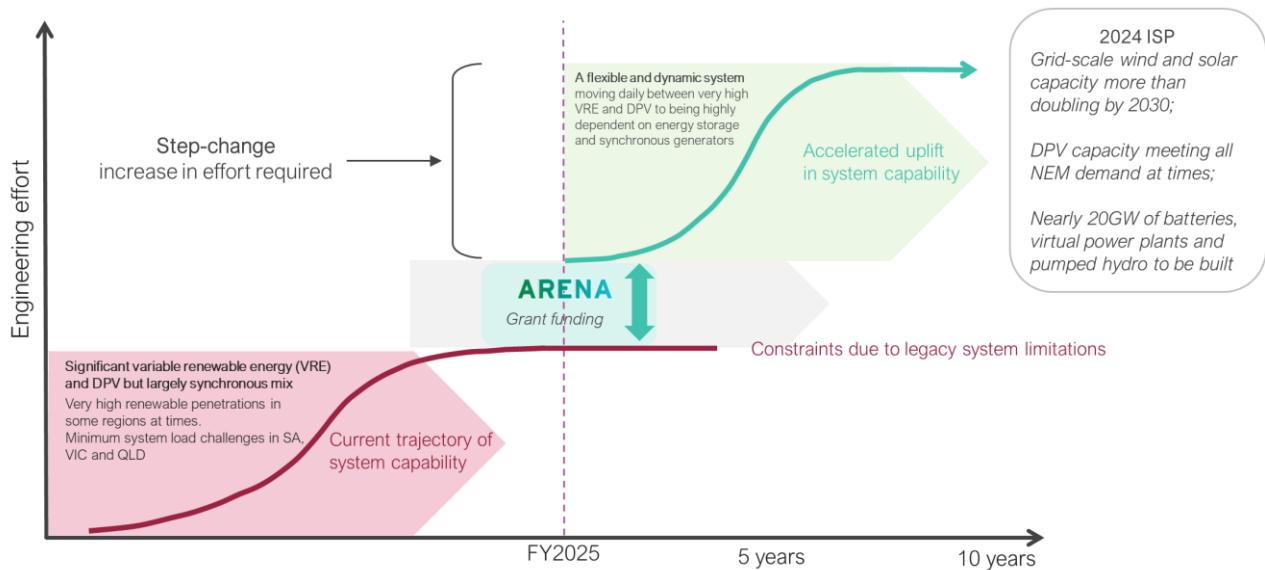 Engineering effort
Step-change
increase in effort required
A flexible and dynamic system
moving daily between very high
VRE and DPV to being highly
dependent on energy storage
and synchronous generators
Accelerated uplift
in system capability
2024 ISP
Grid-scale wind and solar
capacity more than
doubling by 2030;
DPV capacity meeting all
NEM demand at times;
Nearly 20GW of batteries,
virtual power plants and
pumped hydro to be built
ARENA
Grant funding
Constraints due to legacy system limitations
Significant variable renewable energy (VRE)
and DPV but largely synchronous mix
Very high renewable penetrations in
some regions at times.
Minimum system load challenges in SA,
VIC and QLD
Current trajectory of
system capability
FY2025
5 years
10 years